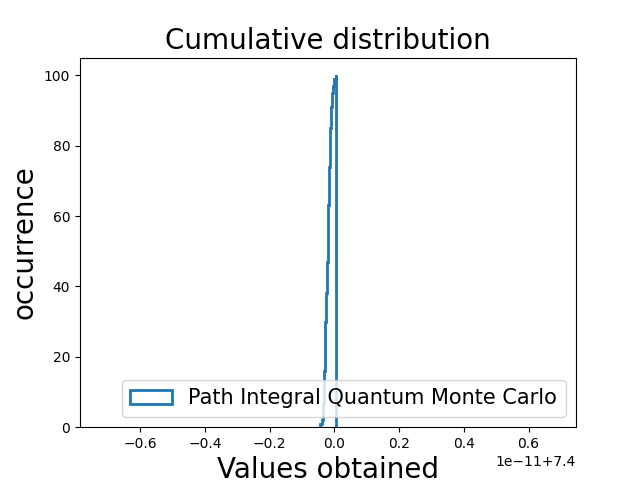 Cumulative distribution
occurrence
100
80
60
40
20
0
Path Integral Quantum Monte Carlo
−0.6 −0.4 −0.2 0.0 0.2 0.4 0.6
1e−11+7.4
Values obtained